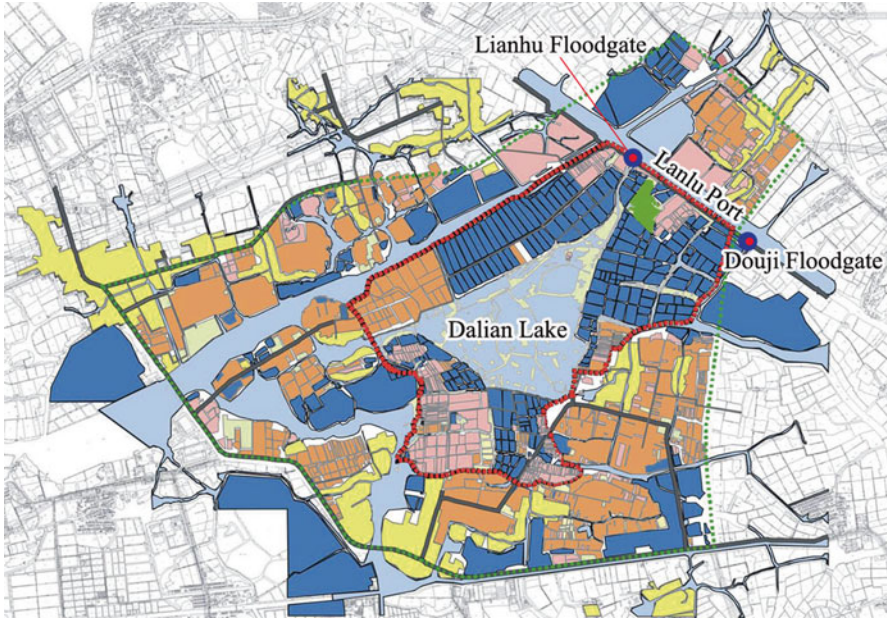 Lianhu Floodgate
Lanlu Port
Douji Floodgate
Dalian Lake